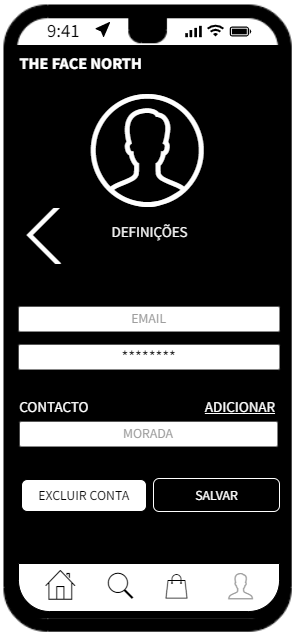 9:41
THE FACE NORTH
DEFINIÇÕES
EMAIL
********
CONTACTO ADICIONAR
MORADA
EXCLUIR CONTA SALVAR